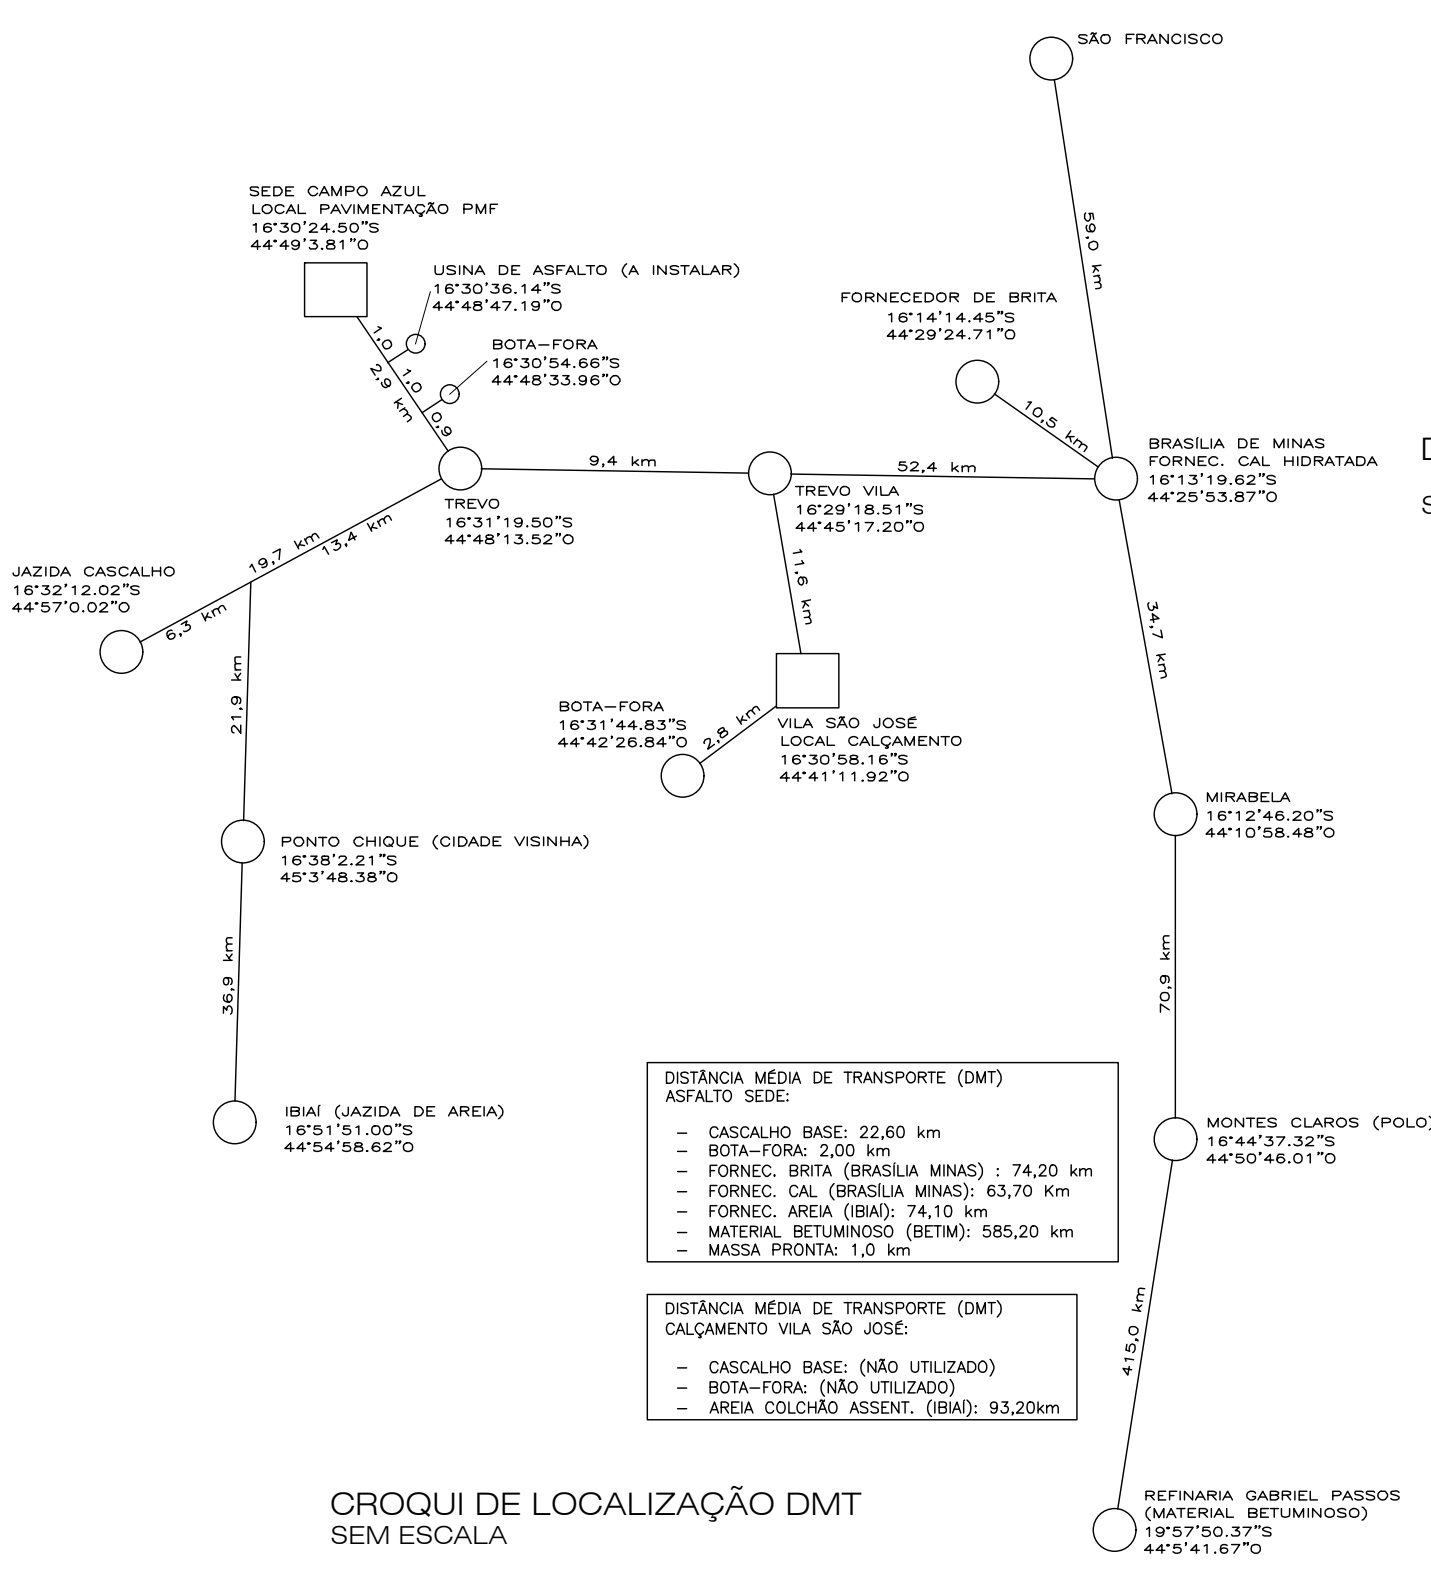 SÃO FRANCISCO
59,0 km
SEDE CAMPO AZUL
LOCAL PAVIMENTAÇÃO PMF
16°30'24.50"S
44°49'3.81"O
USINA DE ASFALTO (A INSTALAR)
16°30'36.14"S
44°48'47.19"O
BOTA-FORA
16°30'54.66"S
44°48'33.96"O
1,0
1,0
0,9
2,9 km
FORNECEDOR DE BRITA
16°14'14.45"S
44°29'24.71"O
10,5 km
BRASÍLIA DE MINAS
FORNEC. CAL HIDRATADA
16°13'19.62"S
44°25'53.87"O
9,4 km
52,4 km
TREVO
16°31'19.50"S
44°48'13.52"O
TREVO VILA
16°29'18.51"S
44°45'17.20"O
19,7 km
13,4 km
JAZIDA CASCALHO
16°32'12.02"S
44°57'0.02"O
6,3 km
11,6 km
34,7 km
21,9 km
BOTA-FORA
16°31'44.83"S
44°42'26.84"O
2,8 km
VILA SÃO JOSÉ
LOCAL CALÇAMENTO
16°30'58.16"S
44°41'11.92"O
MIRABELA
16°12'46.20"S
44°10'58.48"O
PONTO CHIQUE (CIDADE VISINHA)
16°38'2.21"S
45°3'48.38"O
36,9 km
70,9 km
IBIAÍ (JAZIDA DE AREIA)
16°51'51.00"S
44°54'58.62"O
MONTES CLAROS (POLO)
16°44'37.32"S
44°50'46.01"O
DISTÂNCIA MÉDIA DE TRANSPORTE (DMT)
ASFALTO SEDE:
- CASCALHO BASE: 22,60 km
- BOTA-FORA: 2,00 km
- FORNEC. BRITA (BRASÍLIA MINAS) : 74,20 km
- FORNEC. CAL (BRASÍLIA MINAS): 63,70 Km
- FORNEC. AREIA (IBIAÍ): 74,10 km
- MATERIAL BETUMINOSO (BETIM): 585,20 km
- MASSA PRONTA: 1,0 km
DISTÂNCIA MÉDIA DE TRANSPORTE (DMT)
CALÇAMENTO VILA SÃO JOSÉ:
- CASCALHO BASE: (NÃO UTILIZADO)
- BOTA-FORA: (NÃO UTILIZADO)
- AREIA COLCHÃO ASSENT. (IBIAÍ): 93,20km
415,0 km
REFINARIA GABRIEL PASSOS
(MATERIAL BETUMINOSO)
19°57'50.37"S
44°5'41.67"O
CROQUI DE LOCALIZAÇÃO DMT
SEM ESCALA